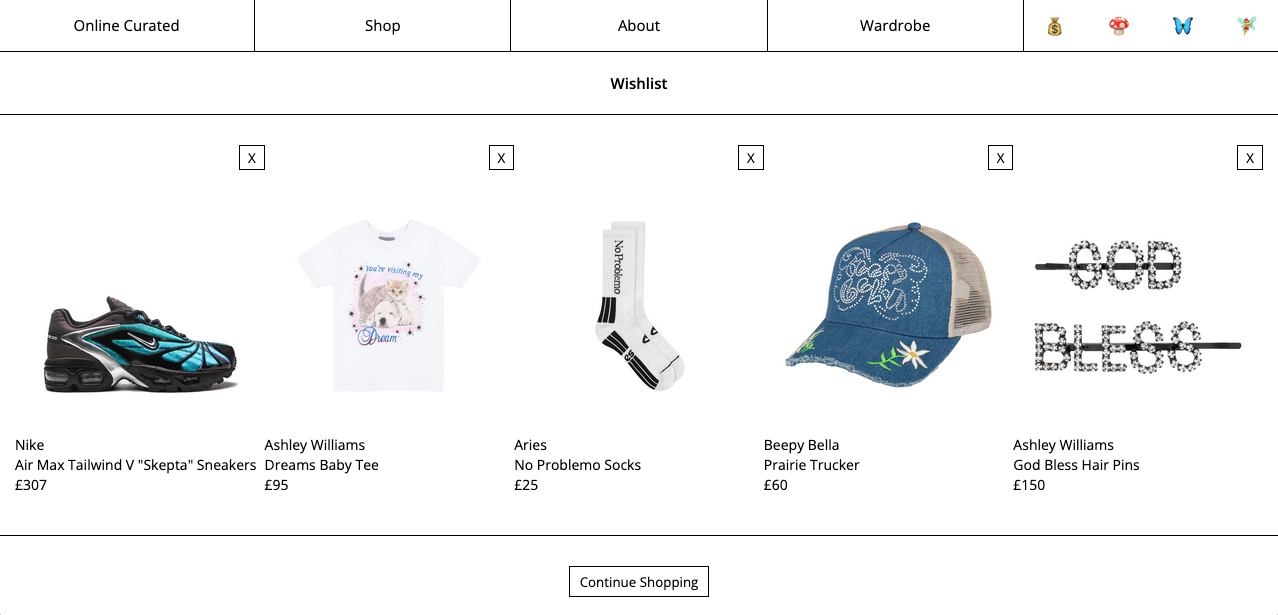 Online Curated
Shop
About
Wardrobe
Wishlist
X
X
X
X
X
You're visiting my
Dream
No Problemo
Beepy
Bella
GOD
BLESS
Nike
Air Max Tailwind V "Skepta" Sneakers
£307
Ashley Williams
Dreams Baby Tee
£95
Aries
No Problemo Socks
£25
Beepy Bella
Prairie Trucker
£60
Ashley Williams
God Bless Hair Pins
£150
Continue Shopping